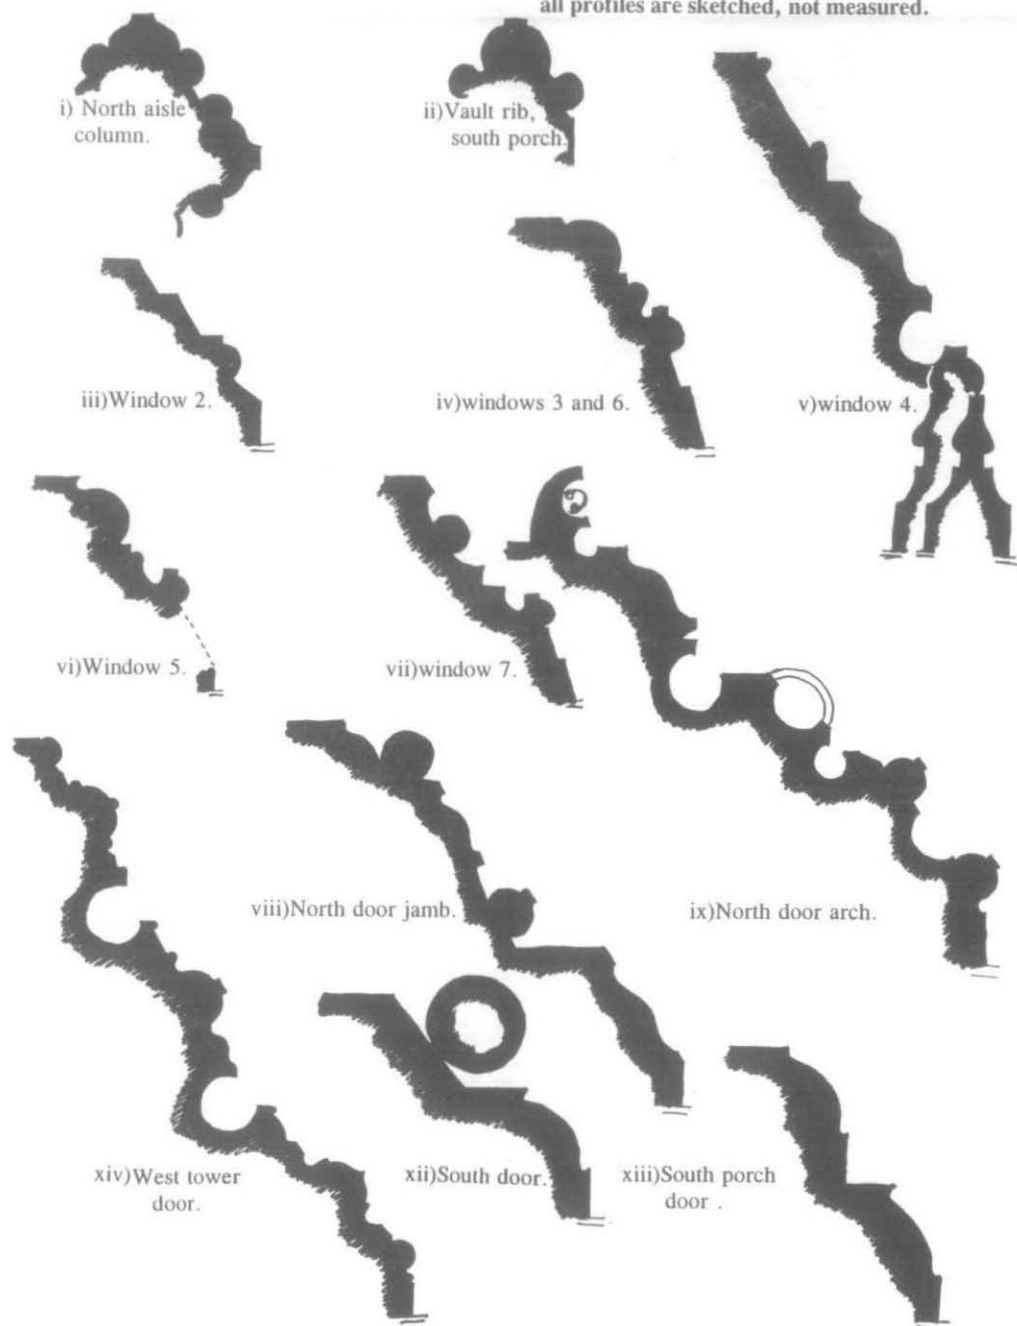 all profiles are sketched, not measured.
i) North aisle
column.
ii)Vault rib,
south porch.
iii)Window 2.
iv)windows 3 and 6.
v)window 4.
vi)Window 5.
vii)window 7.
viii)North door jamb.
ix)North door arch.
xiv)West tower
door.
xii)South door.
xiii)South porch
door .